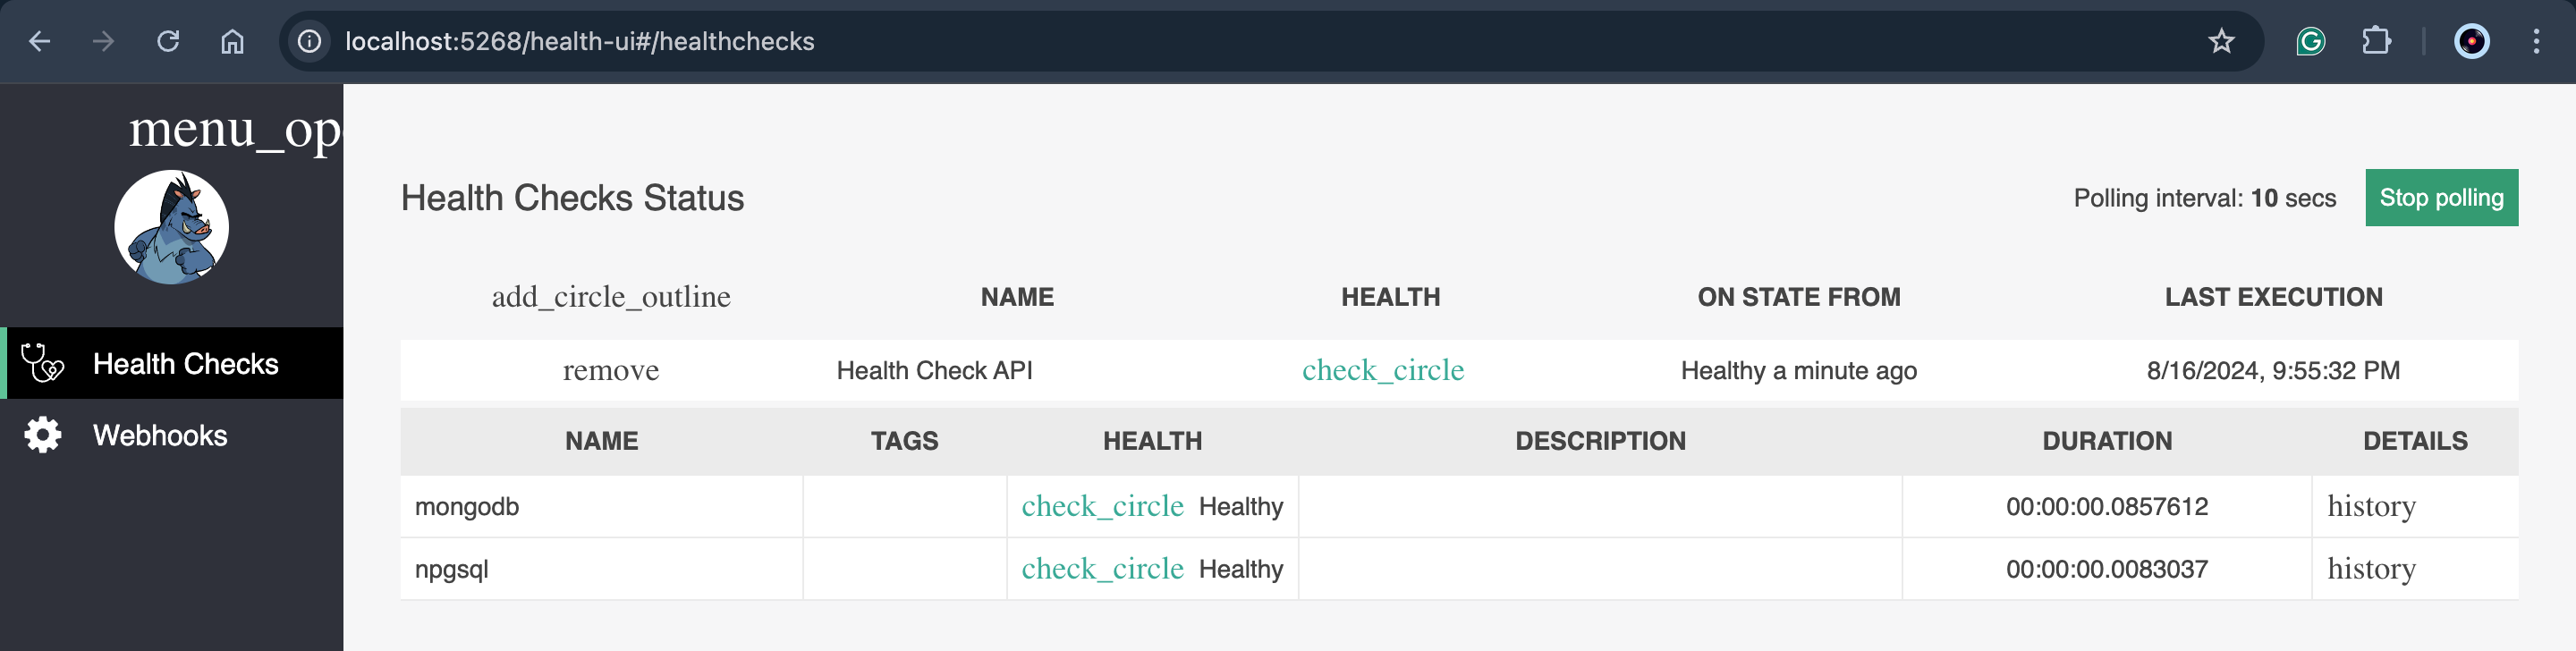 localhost:5268/health-ui#/healthchecks
menu_op
Health Checks Status
Polling interval: 10 secs
Stop polling
add_circle_outline NAME HEALTH ON STATE FROM LAST EXECUTION
Health Checks
remove Health Check API check_circle Healthy a minute ago 8/16/2024, 9:55:32 PM
Webhooks
NAME TAGS HEALTH DESCRIPTION DURATION DETAILS
mongodb check_circle Healthy 00:00:00.0857612 history
npgsql check_circle Healthy 00:00:00.0083037 history